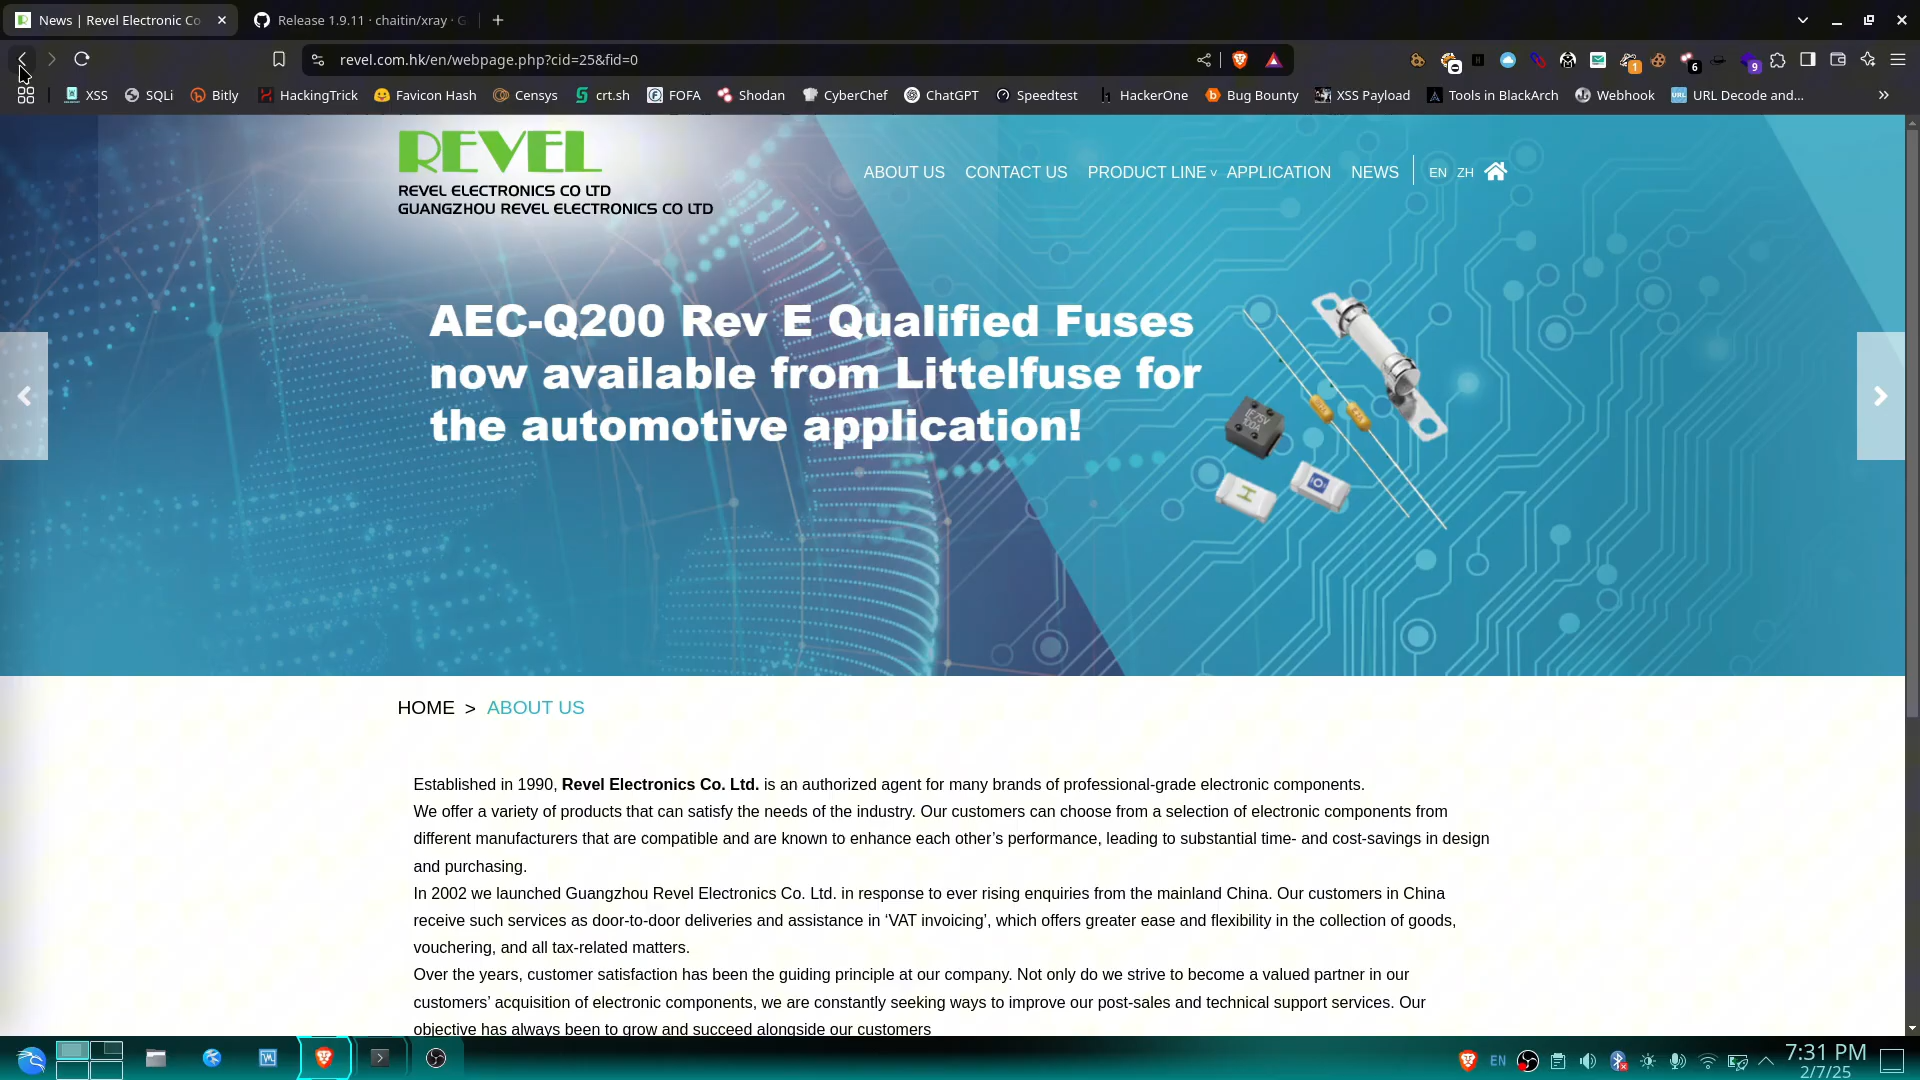 News | Revel Electronic Co
Release 1.9.11 · chaitin/xray · G
revel.com.hk/en/webpage.php?cid=25&fid=0
1
6
9
XSS
SQLi
Bitly
HackingTrick
Favicon Hash
Censys
crt.sh
FOFA
Shodan
CyberChef
ChatGPT
Speedtest
HackerOne
Bug Bounty
XSS Payload
Tools in BlackArch
Webhook
URL Decode and...
REVEL
REVEL ELECTRONICS CO LTD
GUANGZHOU REVEL ELECTRONICS CO LTD
ABOUT US
CONTACT US
PRODUCT LINE
APPLICATION
NEWS
EN
ZH
AEC-Q200 Rev E Qualified Fuses
now available from Littelfuse for
the automotive application!
HOME > ABOUT US
Established in 1990, Revel Electronics Co. Ltd. is an authorized agent for many brands of professional-grade electronic components.
We offer a variety of products that can satisfy the needs of the industry. Our customers can choose from a selection of electronic components from
different manufacturers that are compatible and are known to enhance each other’s performance, leading to substantial time- and cost-savings in design
and purchasing.
In 2002 we launched Guangzhou Revel Electronics Co. Ltd. in response to ever rising enquiries from the mainland China. Our customers in China
receive such services as door-to-door deliveries and assistance in ‘VAT invoicing’, which offers greater ease and flexibility in the collection of goods,
vouchering, and all tax-related matters.
Over the years, customer satisfaction has been the guiding principle at our company. Not only do we strive to become a valued partner in our
customers’ acquisition of electronic components, we are constantly seeking ways to improve our post-sales and technical support services. Our
objective has always been to grow and succeed alongside our customers
EN
7:31 PM
2/7/25